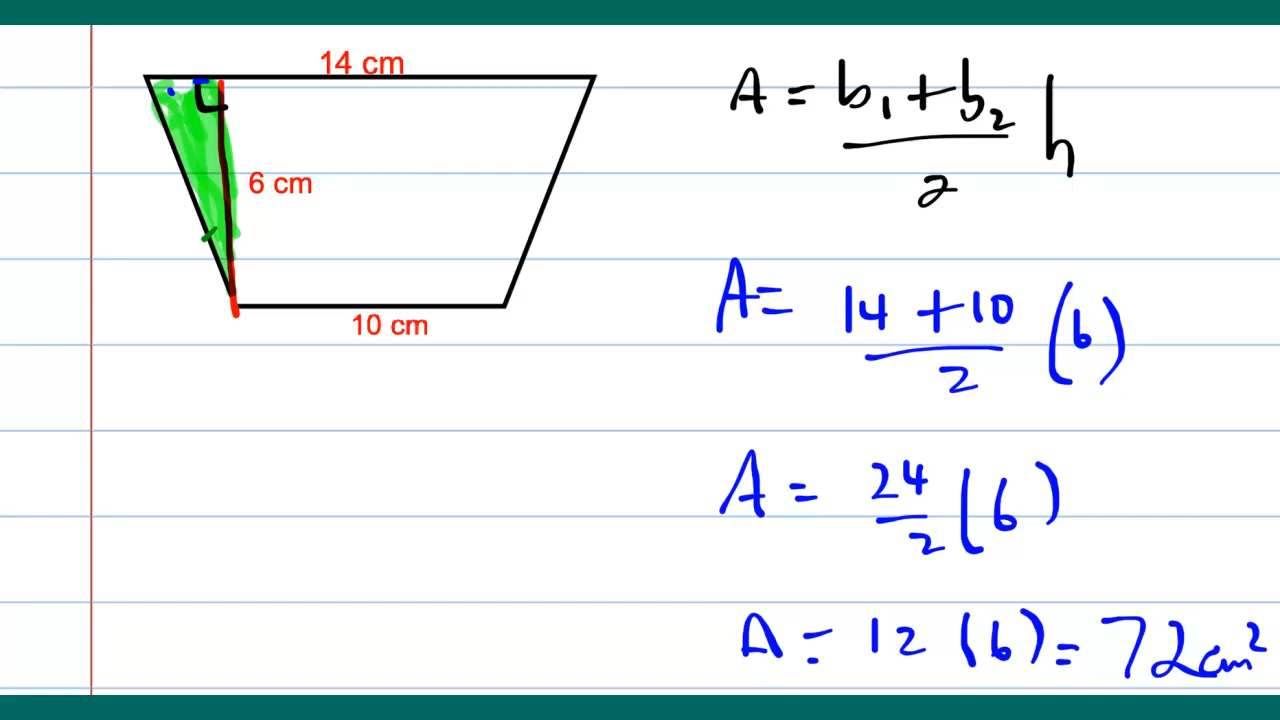 14 cm
6 cm
10 cm
A = b₁ + b₂ / 2 h
A = 14 + 10 / 2 (6)
A = 24 / 2 (6)
A = 12 (6) = 72 cm²